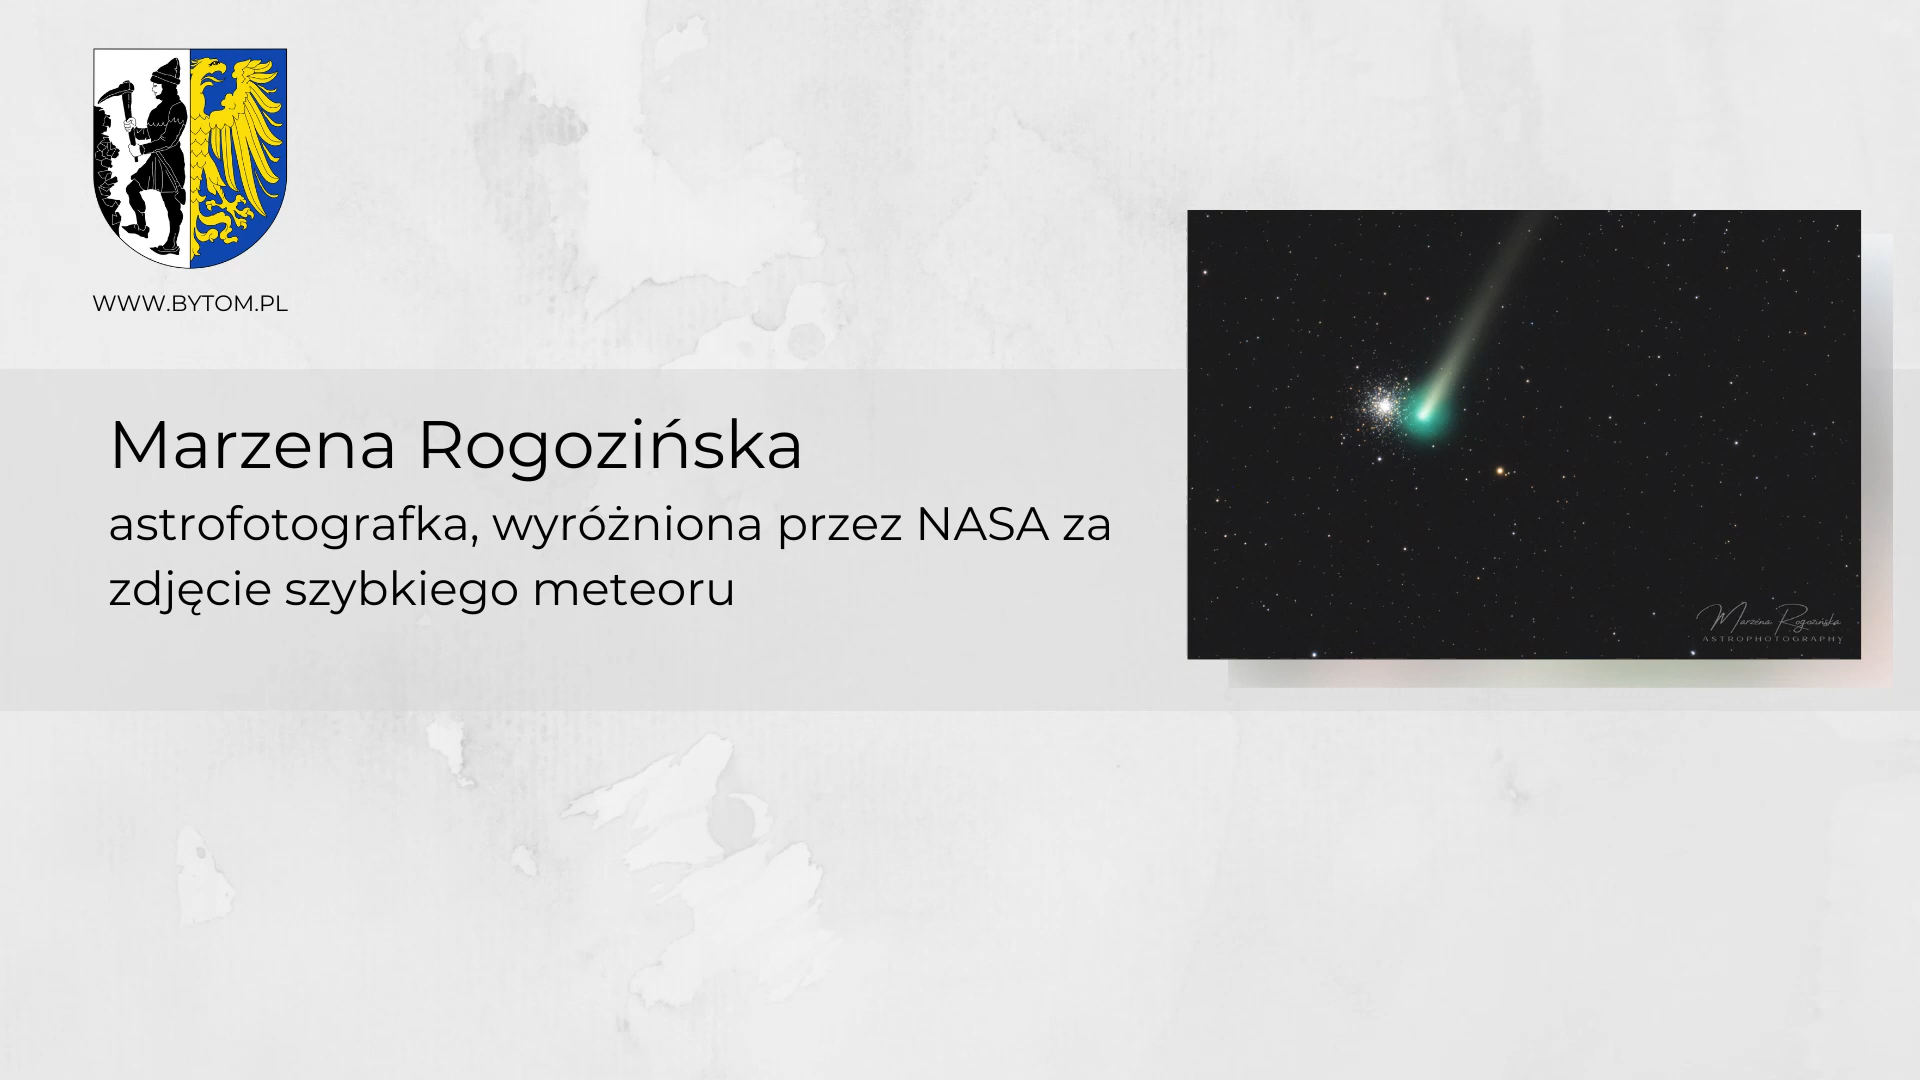 WWW.BYTOM.PL
Marzena Rogozińska
astrofotografka, wyróżniona przez NASA za
zdjęcie szybkiego meteoru
Marzena Rogozińska
ASTROPHOTOGRAPHY